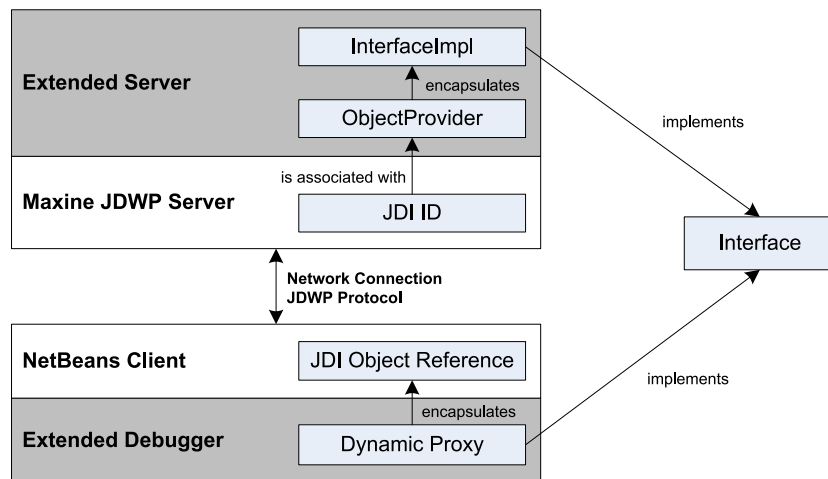 InterfaceImpl
Extended Server
encapsulates
ObjectProvider
implements
is associated with
Maxine JDWP Server
JDI ID
Interface
Network Connection
JDWP Protocol
NetBeans Client
JDI Object Reference
implements
encapsulates
Extended Debugger
Dynamic Proxy